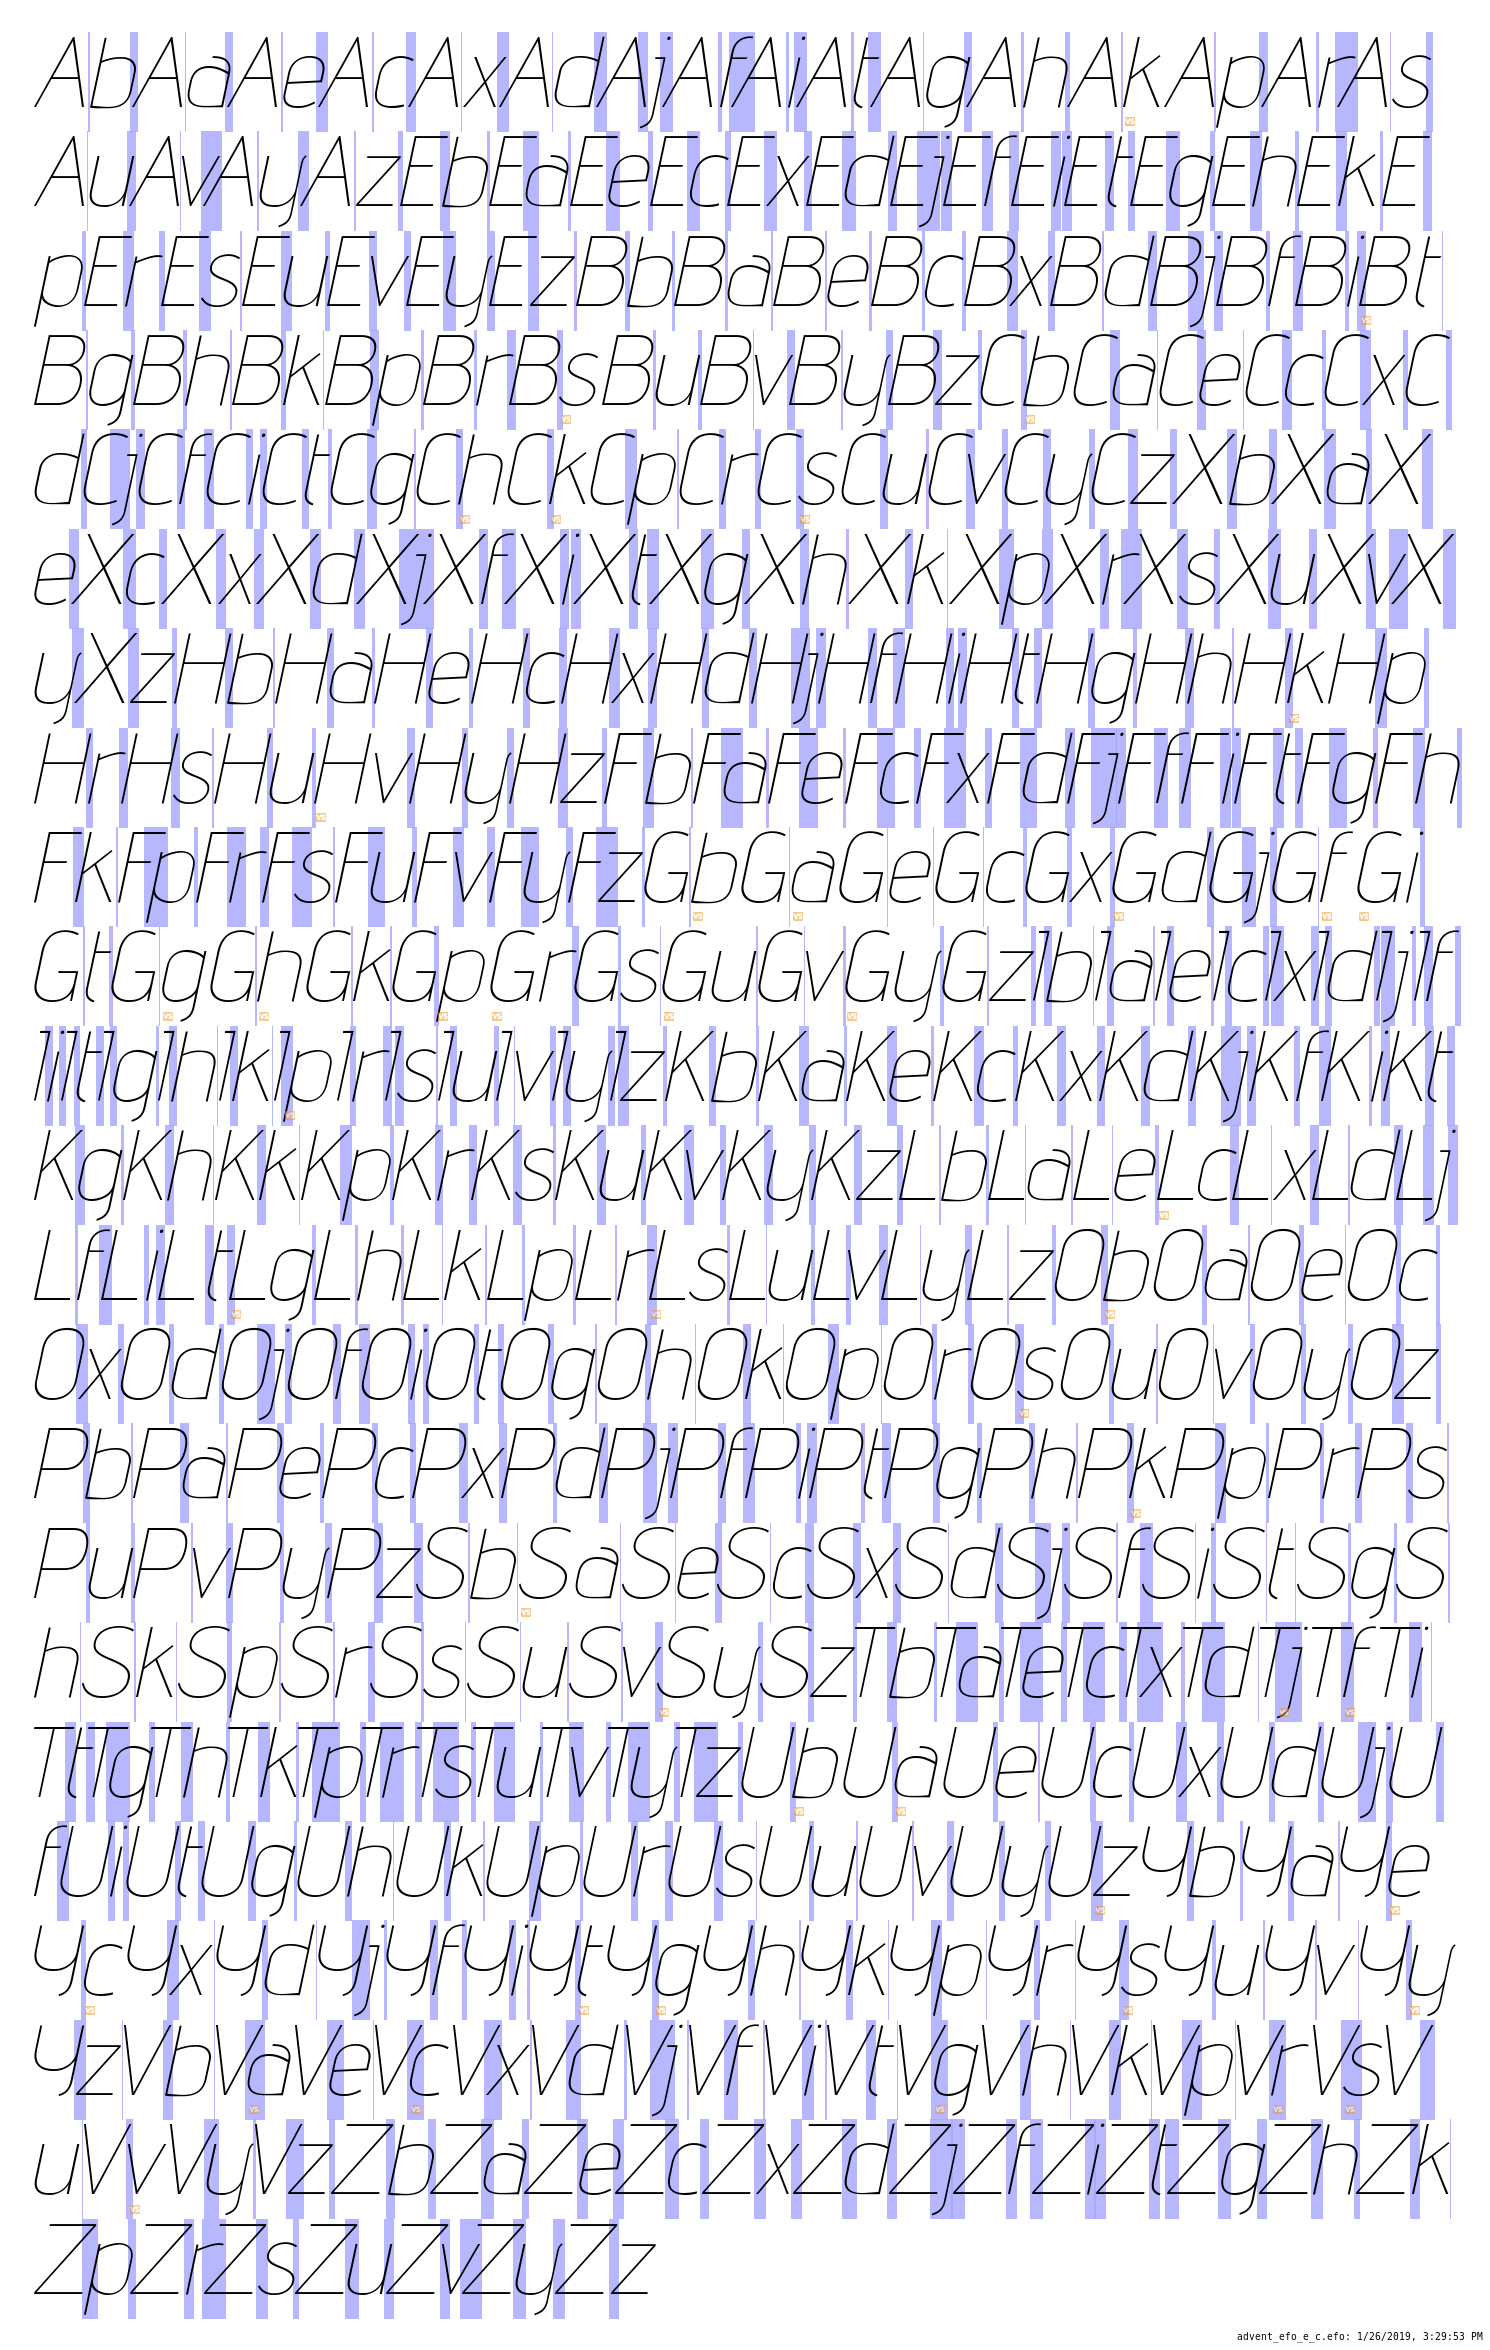 AbAaAeAcAxAdAjAfAiAtAgAhAkApArAs
AuAvAyAzEbEaEeEcExEdEjEfEiEtEgEhEkE
pErEsEuEvEyEzBbBaBeBcBxBdBjBfBiBt
BgBhBkBpBrBsBuBvByBzCbCaCeCcCxC
dCjCfCiCtCgChCkCpCrCsCuCvCyCzXbXaX
eXcXxXdXjXfXiXtXgXhXkXpXrXsXuXvX
yXzHbHaHeHcHxHdHjHfHiHtHgHhHkHp
HrHsHuHvHyHzFbFaFeFcFxFdFjFfFiFtFgFh
FkFpFrFsFuFvFyFzGbGaGeGcGxGdGjGfGi
GtGgGhGkGpGrGsGuGvGyGzIbIaIeIcIxIdIjIf
IiItIgIhIkIpIrIsIuIvIyIzKbKaKeKcKxKdKjKfKiKt
KgKhKkKpKrKsKuKvKyKzLbLaLeLcLxLdLj
LfLiLtLgLhLkLpLrLsLuLvLyLzObOaOeOc
OxOdOjOfOiOtOgOhOkOpOrOsOuOvOyOz
PbPaPePcPxPdPjPfPiPtPgPhPkPpPrPs
PuPvPyPzSbSaSeScSxSdSjSfSiStSgS
hSkSpSrSsSuSvSySzTbTaTeTcTxTdTjTfTi
TtTgThTkTpTrTsTuTvTyTzUbUaUeUcUxUdUjU
fUiUtUgUhUkUpUrUsUuUvUyUzYbYaYe
YcYxYdYjYfYiYtYgYhYkYpYrYsYuYvYy
YzVbVaVeVcVxVdVjVfViVtVgVhVkVpVrVsV
uVvVyVzZbZaZeZcZxZdZjZfZiZtZgZhZk
ZpZrZsZuZvZyZz
advent_efo_e_c.efo: 1/26/2019, 3:29:53 PM